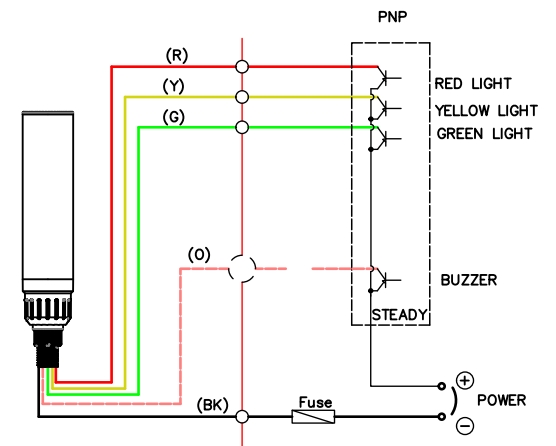 PNP
(R)
RED LIGHT
(Y)
YELLOW LIGHT
(G)
GREEN LIGHT
(O)
BUZZER
STEADY
(BK)
Fuse
+
POWER
−